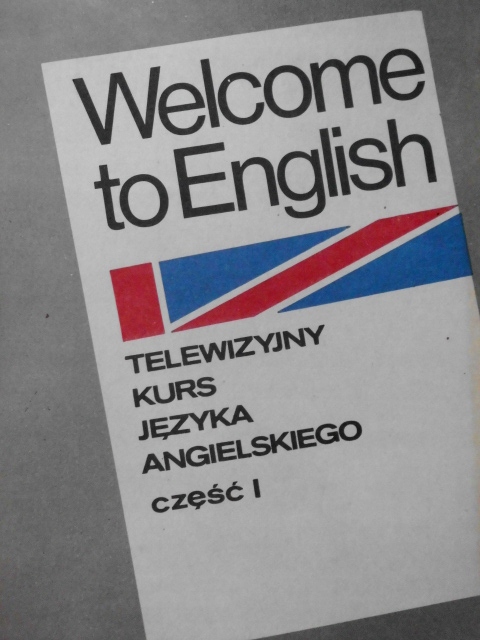 Welcome
to English
TELEWIZYJNY
KURS
JĘZYKA
ANGIELSKIEGO
część I